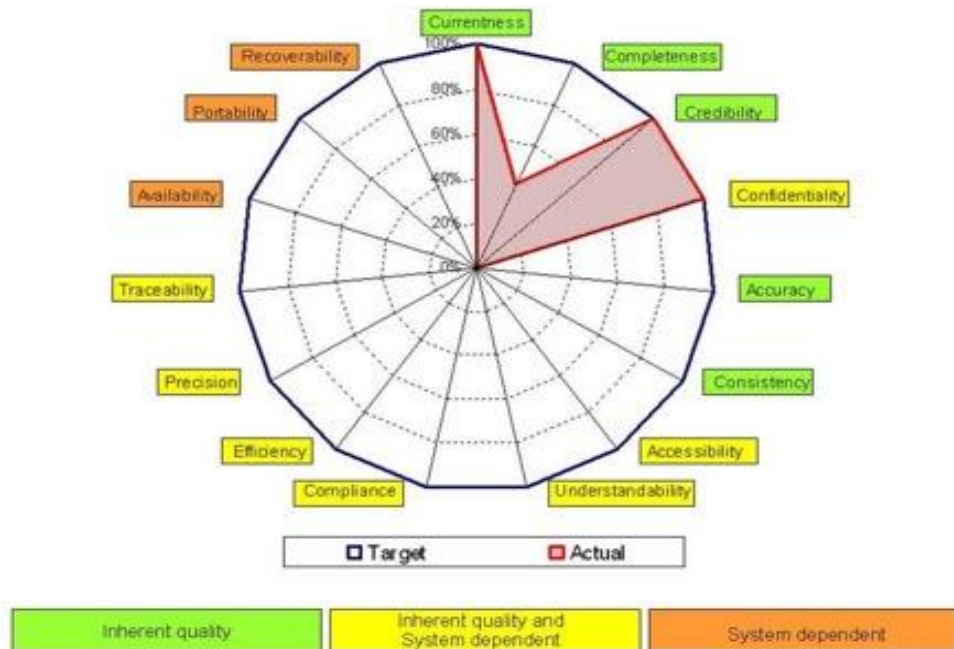 Currentness
Recoverability
100%
Completeness
80%
Portability
Credibility
60%
40%
Availability
Confidentiality
20%
0%
Traceability
Accuracy
Precision
Consistency
Efficiency
Accessibility
Compliance
Understandability
Target
Actual
Inherent quality
Inherent quality and
System dependent
System dependent